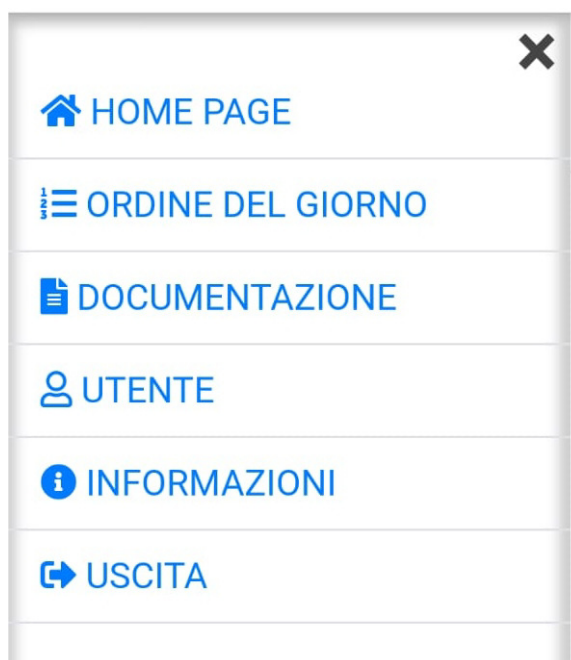 HOME PAGE
ORDINE DEL GIORNO
DOCUMENTAZIONE
UTENTE
INFORMAZIONI
USCITA